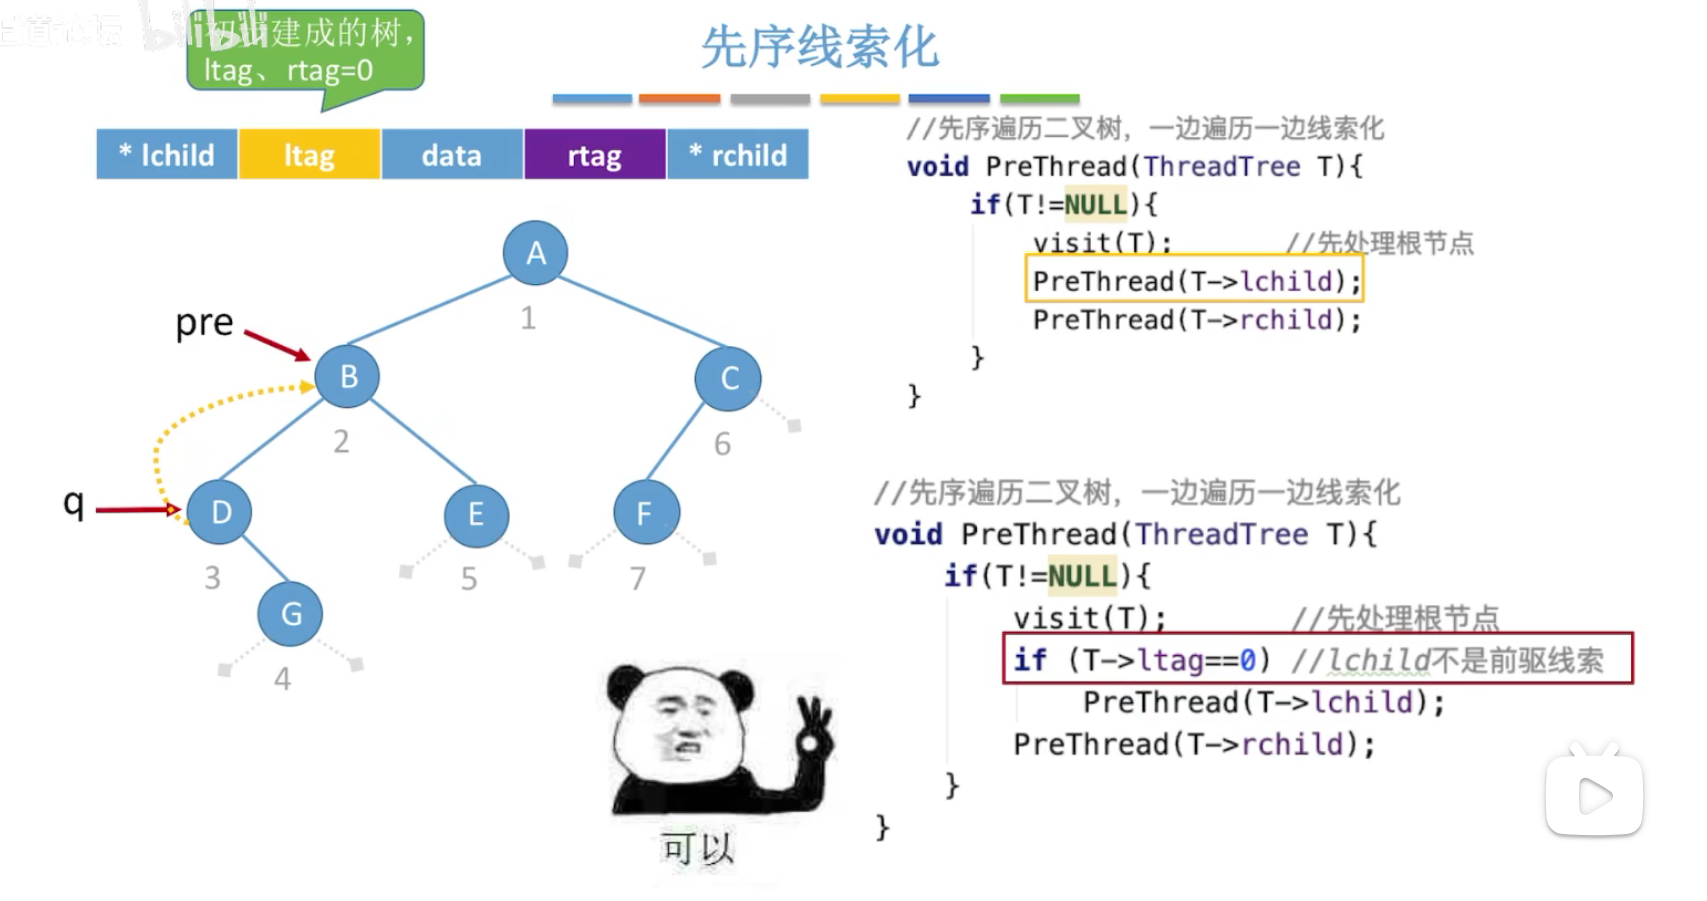 初步建成的树，
ltag、rtag=0
先序线索化
* lchild ltag data rtag * rchild
A
1
pre
B
C
2
6
q
D
E
F
3
5
7
G
4
可以
//先序遍历二叉树，一边遍历一边线索化
void PreThread(ThreadTree T){
if(T!=NULL){
visit(T); //先处理根节点
PreThread(T->lchild);
PreThread(T->rchild);
}
}
//先序遍历二叉树，一边遍历一边线索化
void PreThread(ThreadTree T){
if(T!=NULL){
visit(T); //先处理根节点
if (T->ltag==0) //lchild不是前驱线索
PreThread(T->lchild);
PreThread(T->rchild);
}
}
bilibili